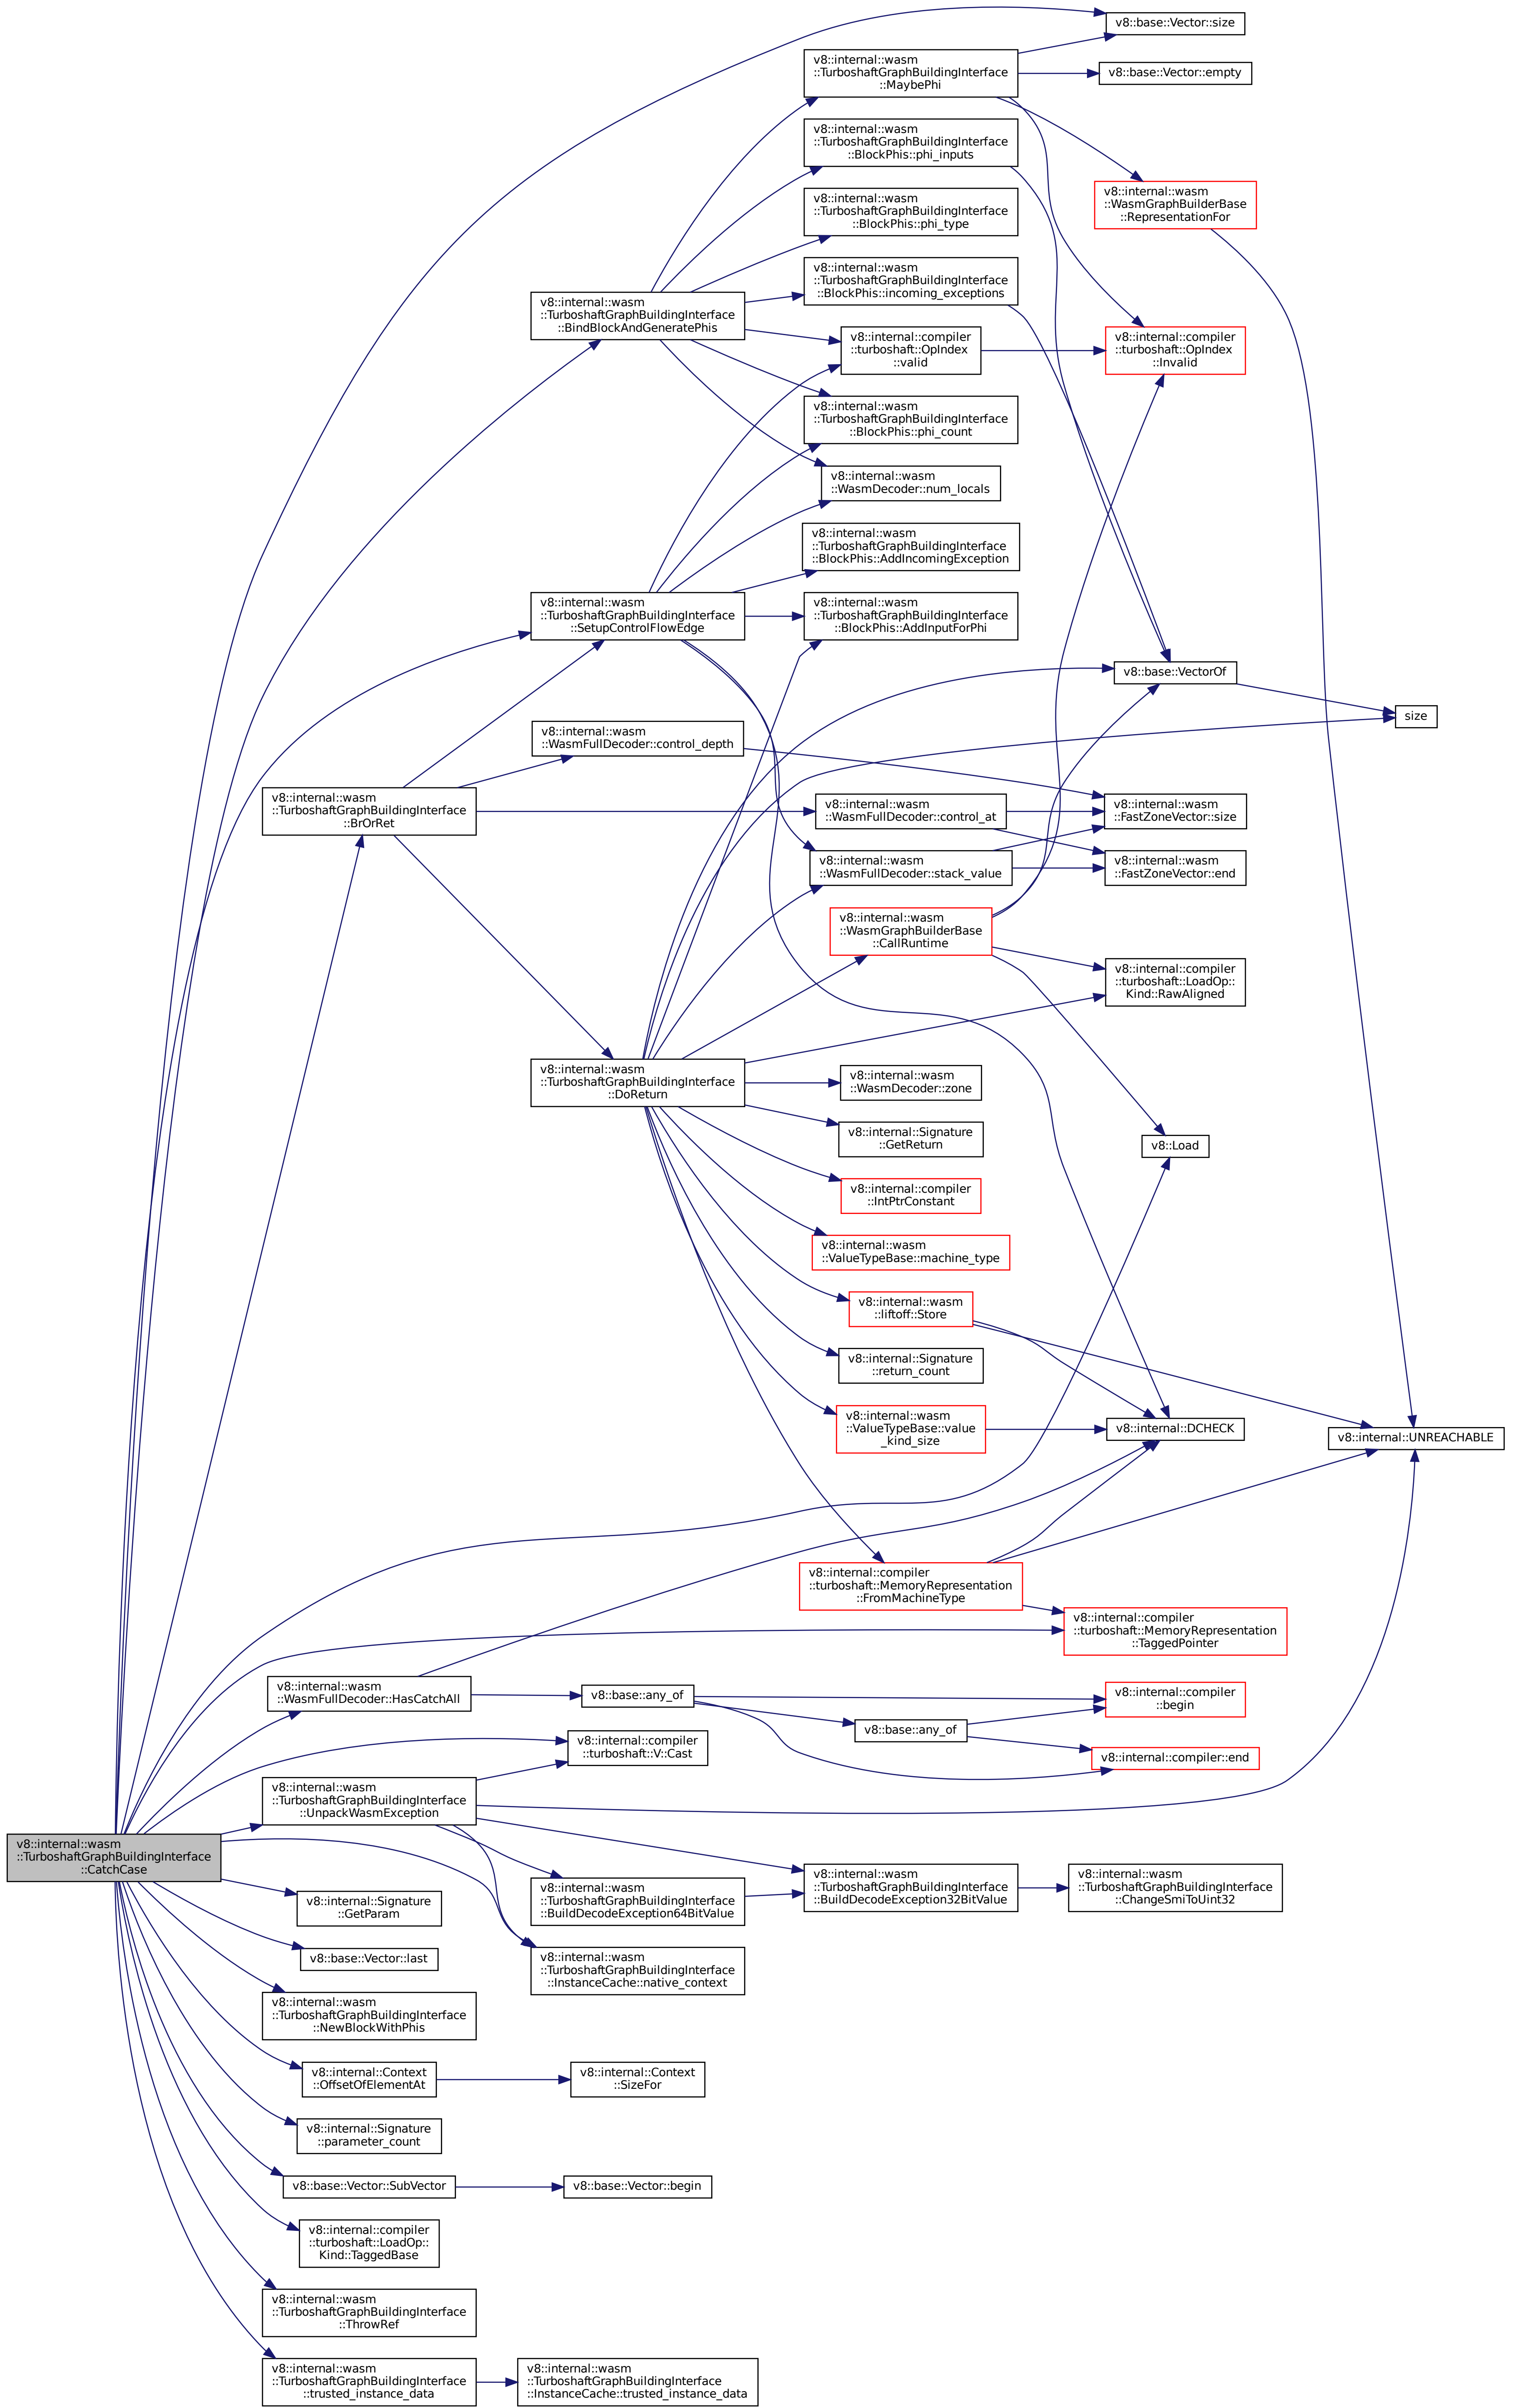 v8::base::Vector::size
v8::internal::wasm
::TurboshaftGraphBuildingInterface
::MaybePhi
v8::base::Vector::empty
v8::internal::wasm
::TurboshaftGraphBuildingInterface
::BlockPhis::phi_inputs
v8::internal::wasm
::WasmGraphBuilderBase
::RepresentationFor
v8::internal::wasm
::TurboshaftGraphBuildingInterface
::BlockPhis::phi_type
v8::internal::wasm
::TurboshaftGraphBuildingInterface
::BlockPhis::incoming_exceptions
v8::internal::wasm
::TurboshaftGraphBuildingInterface
::BindBlockAndGeneratePhis
v8::internal::compiler
::turboshaft::OpIndex
::valid
v8::internal::compiler
::turboshaft::OpIndex
::Invalid
v8::internal::wasm
::TurboshaftGraphBuildingInterface
::BlockPhis::phi_count
v8::internal::wasm
::WasmDecoder::num_locals
v8::internal::wasm
::TurboshaftGraphBuildingInterface
::BlockPhis::AddIncomingException
v8::internal::wasm
::TurboshaftGraphBuildingInterface
::SetupControlFlowEdge
v8::internal::wasm
::TurboshaftGraphBuildingInterface
::BlockPhis::AddInputForPhi
v8::base::VectorOf
size
v8::internal::wasm
::WasmFullDecoder::control_depth
v8::internal::wasm
::TurboshaftGraphBuildingInterface
::BrOrRet
v8::internal::wasm
::WasmFullDecoder::control_at
v8::internal::wasm
::FastZoneVector::size
v8::internal::wasm
::WasmFullDecoder::stack_value
v8::internal::wasm
::FastZoneVector::end
v8::internal::wasm
::WasmGraphBuilderBase
::CallRuntime
v8::internal::compiler
::turboshaft::LoadOp::
Kind::RawAligned
v8::internal::wasm
::TurboshaftGraphBuildingInterface
::DoReturn
v8::internal::wasm
::WasmDecoder::zone
v8::internal::Signature
::GetReturn
v8::Load
v8::internal::compiler
::IntPtrConstant
v8::internal::wasm
::ValueTypeBase::machine_type
v8::internal::wasm
::liftoff::Store
v8::internal::Signature
::return_count
v8::internal::wasm
::ValueTypeBase::value
_kind_size
v8::internal::DCHECK
v8::internal::UNREACHABLE
v8::internal::compiler
::turboshaft::MemoryRepresentation
::FromMachineType
v8::internal::compiler
::turboshaft::MemoryRepresentation
::TaggedPointer
v8::internal::wasm
::WasmFullDecoder::HasCatchAll
v8::base::any_of
v8::internal::compiler
::begin
v8::base::any_of
v8::internal::compiler::end
v8::internal::compiler
::turboshaft::V::Cast
v8::internal::wasm
::TurboshaftGraphBuildingInterface
::UnpackWasmException
v8::internal::wasm
::TurboshaftGraphBuildingInterface
::CatchCase
v8::internal::wasm
::TurboshaftGraphBuildingInterface
::BuildDecodeException64BitValue
v8::internal::wasm
::TurboshaftGraphBuildingInterface
::BuildDecodeException32BitValue
v8::internal::wasm
::TurboshaftGraphBuildingInterface
::ChangeSmiToUint32
v8::internal::Signature
::GetParam
v8::internal::wasm
::TurboshaftGraphBuildingInterface
::InstanceCache::native_context
v8::base::Vector::last
v8::internal::wasm
::TurboshaftGraphBuildingInterface
::NewBlockWithPhis
v8::internal::Context
::OffsetOfElementAt
v8::internal::Context
::SizeFor
v8::internal::Signature
::parameter_count
v8::base::Vector::SubVector
v8::base::Vector::begin
v8::internal::compiler
::turboshaft::LoadOp::
Kind::TaggedBase
v8::internal::wasm
::TurboshaftGraphBuildingInterface
::ThrowRef
v8::internal::wasm
::TurboshaftGraphBuildingInterface
::trusted_instance_data
v8::internal::wasm
::TurboshaftGraphBuildingInterface
::InstanceCache::trusted_instance_data